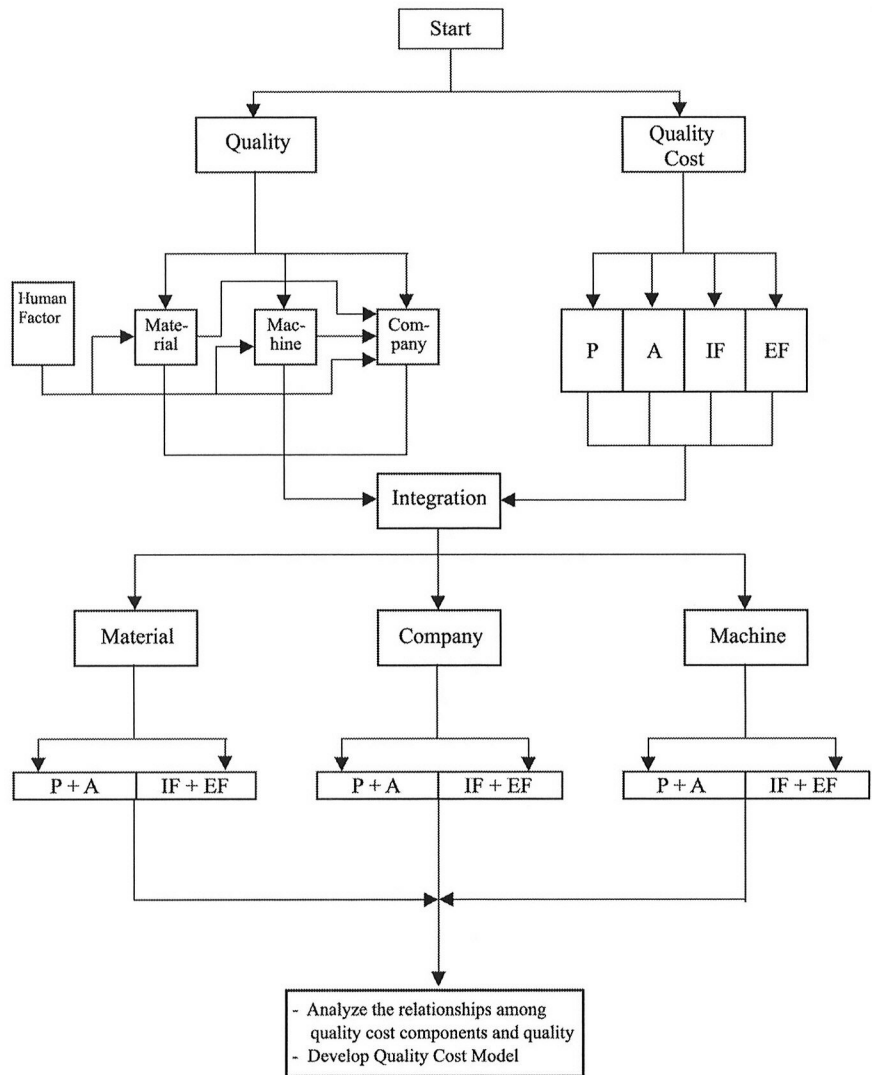 Start
Quality
Quality
Cost
Human
Factor
Mate-
rial
Mac-
hine
Com-
pany
P
A
IF
EF
Integration
Material
Company
Machine
P + A
IF + EF
P + A
IF + EF
P + A
IF + EF
- Analyze the relationships among
quality cost components and quality
- Develop Quality Cost Model